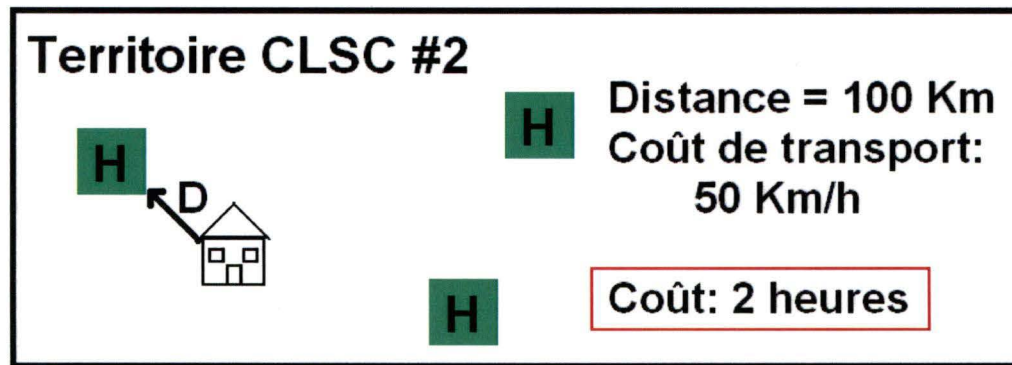 Territoire CLSC #2
H
D
H
H
Distance = 100 Km
Coût de transport:
50 Km/h
Coût: 2 heures